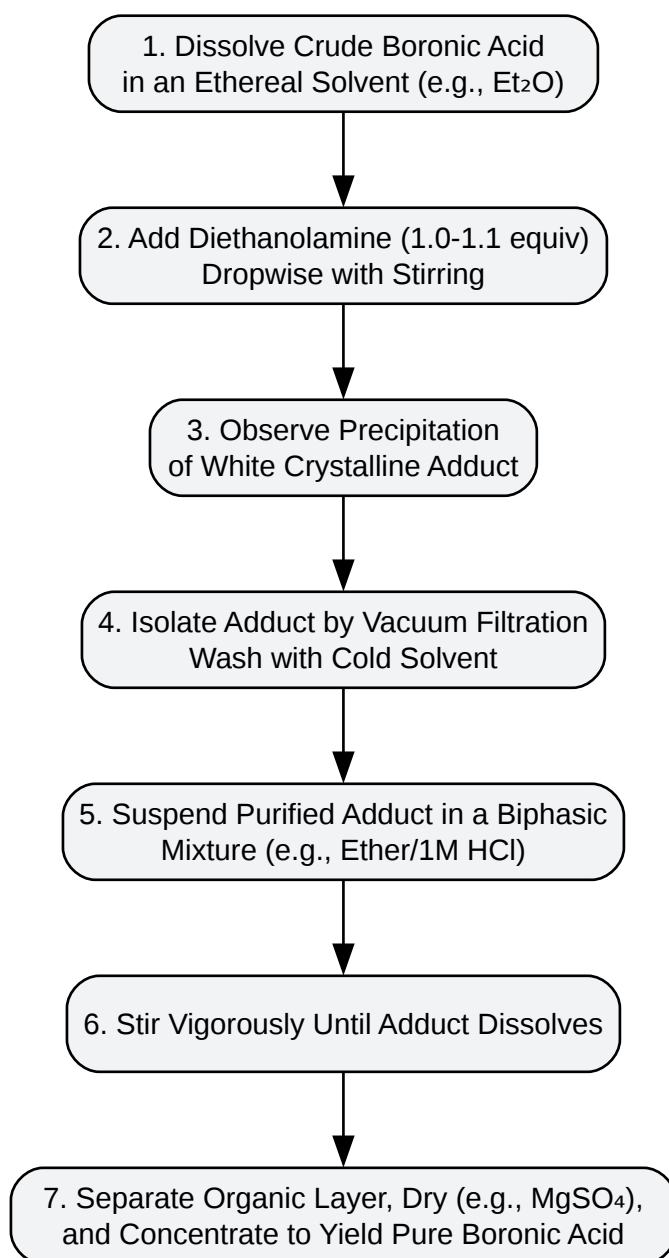 1. Dissolve Crude Boronic Acid
in an Ethereal Solvent (e.g., Et₂O)
2. Add Diethanolamine (1.0-1.1 equiv)
Dropwise with Stirring
3. Observe Precipitation
of White Crystalline Adduct
4. Isolate Adduct by Vacuum Filtration
Wash with Cold Solvent
5. Suspend Purified Adduct in a Biphasic
Mixture (e.g., Ether/1M HCl)
6. Stir Vigorously Until Adduct Dissolves
7. Separate Organic Layer, Dry (e.g., MgSO₄),
and Concentrate to Yield Pure Boronic Acid